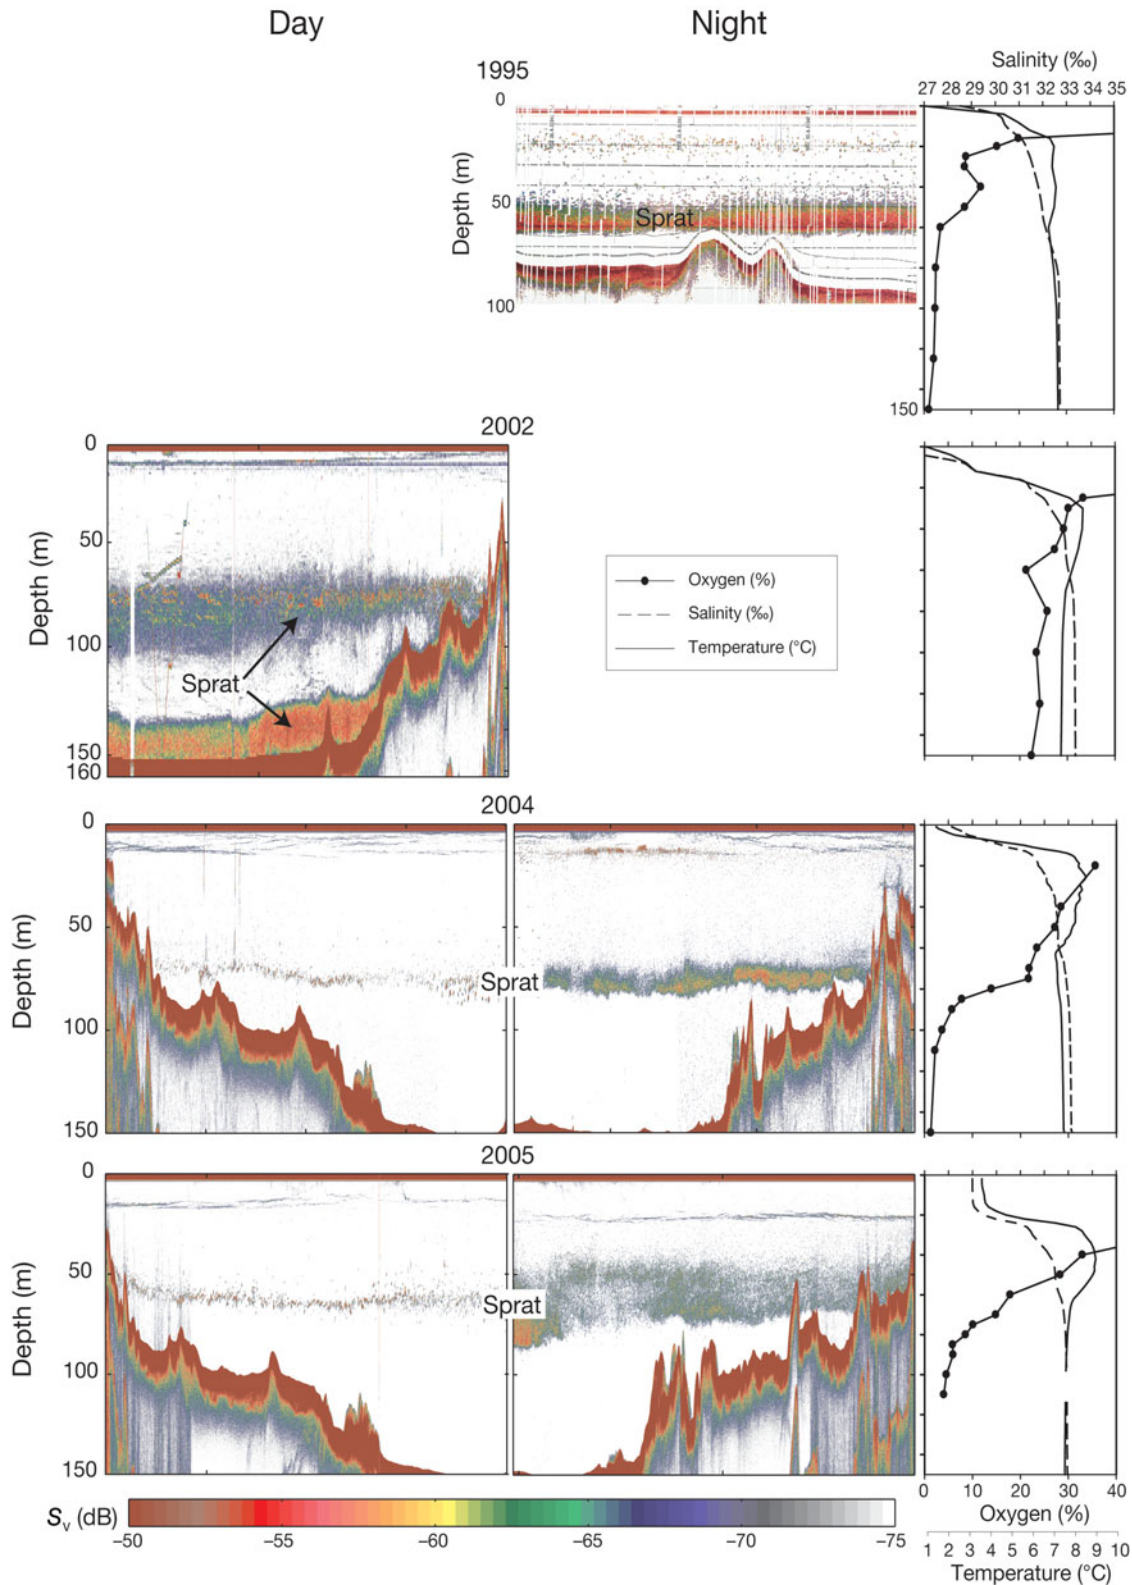 Day
Night
1995
Salinity (‰)
27 28 29 30 31 32 33 34 35
0
50
100
150
Depth (m)
Sprat
2002
0
50
100
150
160
Depth (m)
Sprat
Oxygen (%)
Salinity (‰)
Temperature (°C)
2004
0
50
100
150
Depth (m)
Sprat
2005
0
50
100
150
Depth (m)
Sprat
Sv (dB)
–50 –55 –60 –65 –70 –75
0 10 20 30 40
Oxygen (%)
1 2 3 4 5 6 7 8 9 10
Temperature (°C)